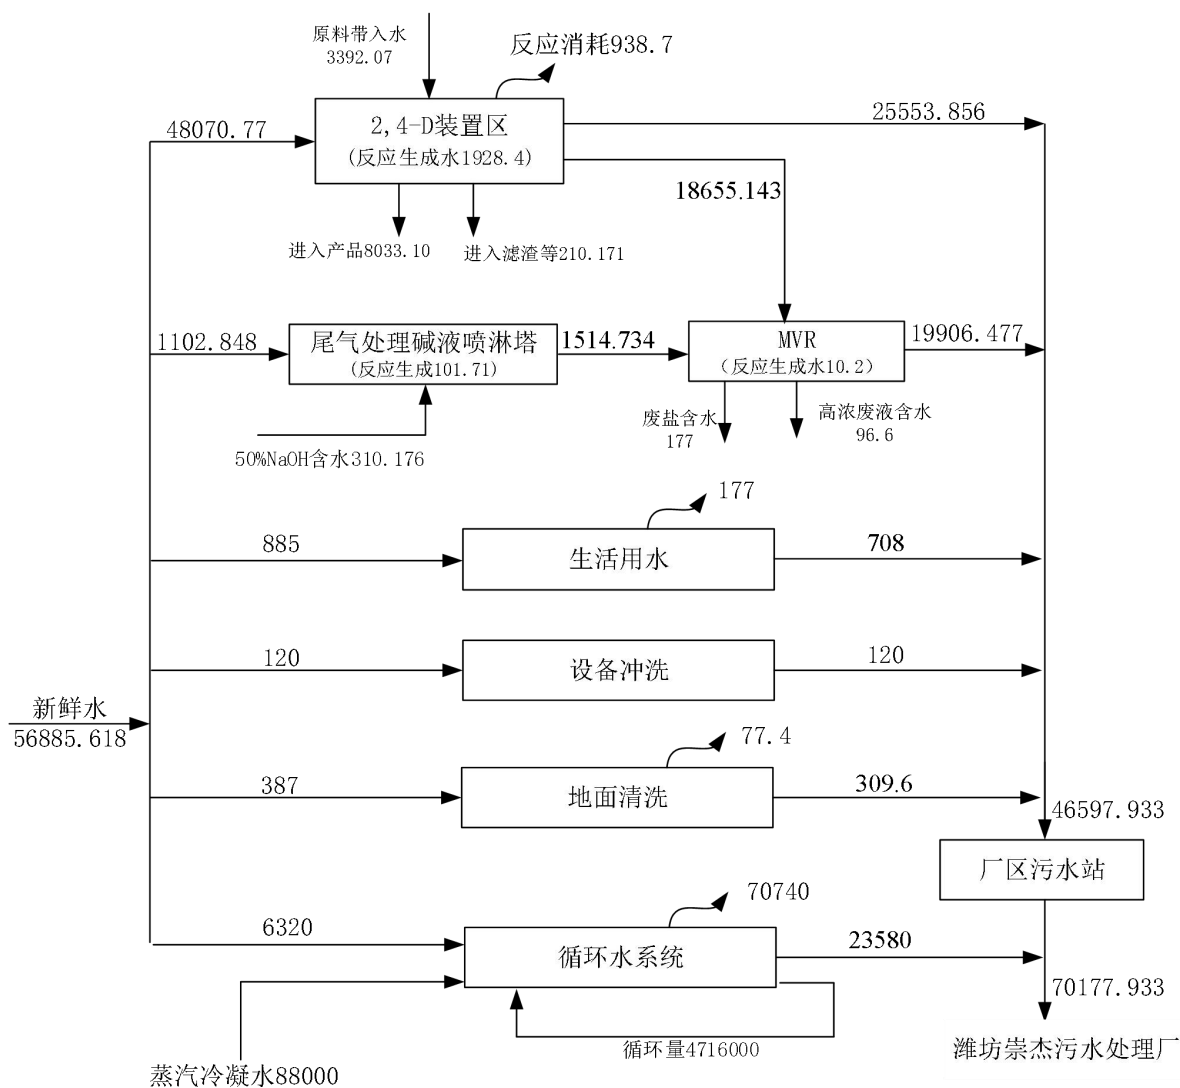 原料带入水
3392.07
反应消耗938.7
48070.77
2,4-D装置区
(反应生成水1928.4)
25553.856
18655.143
进入产品8033.10
进入滤渣等210.171
1102.848
尾气处理碱液喷淋塔
(反应生成101.71)
1514.734
MVR
（反应生成水10.2）
19906.477
废盐含水
177
高浓废液含水
96.6
50%NaOH含水310.176
177
885
生活用水
708
120
设备冲洗
120
新鲜水
56885.618
77.4
387
地面清洗
309.6
46597.933
厂区污水站
70740
6320
循环水系统
23580
70177.933
循环量4716000
蒸汽冷凝水88000
潍坊崇杰污水处理厂